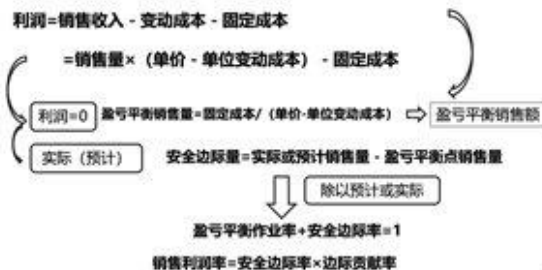 利润=销售收入 - 变动成本 - 固定成本
=销售量×（单价 - 单位变动成本） - 固定成本
利润=0 盈亏平衡销售量=固定成本/（单价-单位变动成本） 盈亏平衡销售额
实际（预计） 安全边际量=实际或预计销售量 - 盈亏平衡点销售量
除以预计或实际
盈亏平衡作业率+安全边际率=1
销售利润率=安全边际率×边际贡献率